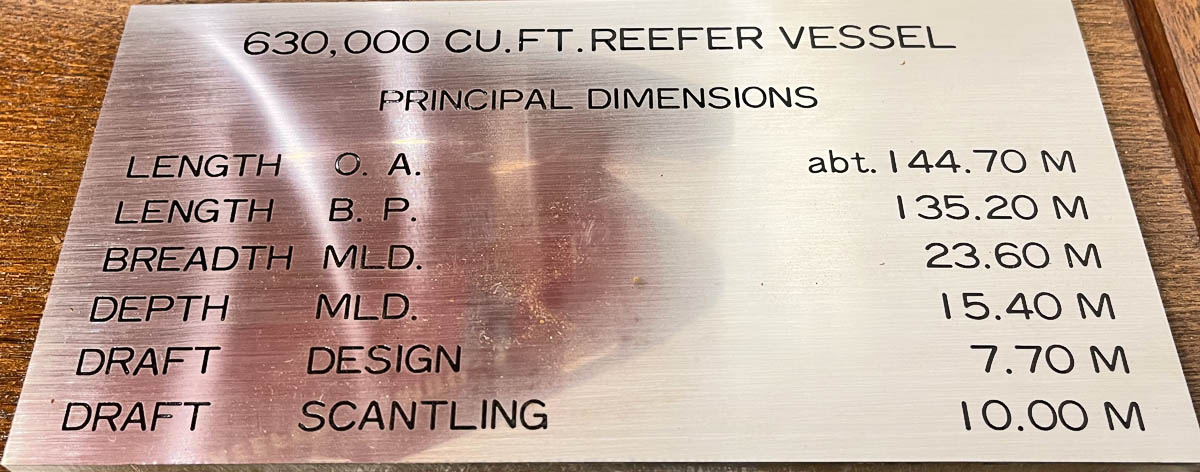 630,000 CU.FT.REEFER VESSEL
PRINCIPAL DIMENSIONS
LENGTH O. A. abt. 144.70 M
LENGTH B. P. 135.20 M
BREADTH MLD. 23.60 M
DEPTH MLD. 15.40 M
DRAFT DESIGN 7.70 M
DRAFT SCANTLING 10.00 M